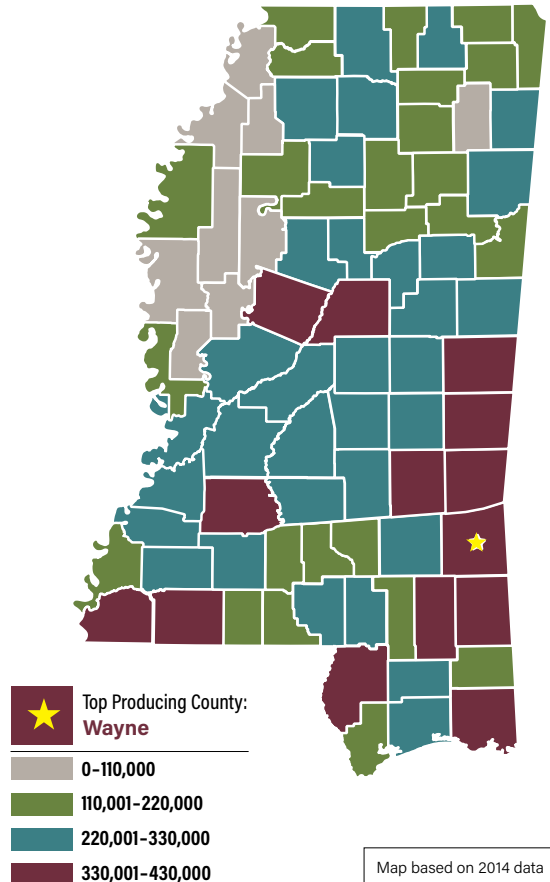 Top Producing County:
Wayne
0–110,000
110,001–220,000
220,001–330,000
330,001–430,000
Map based on 2014 data